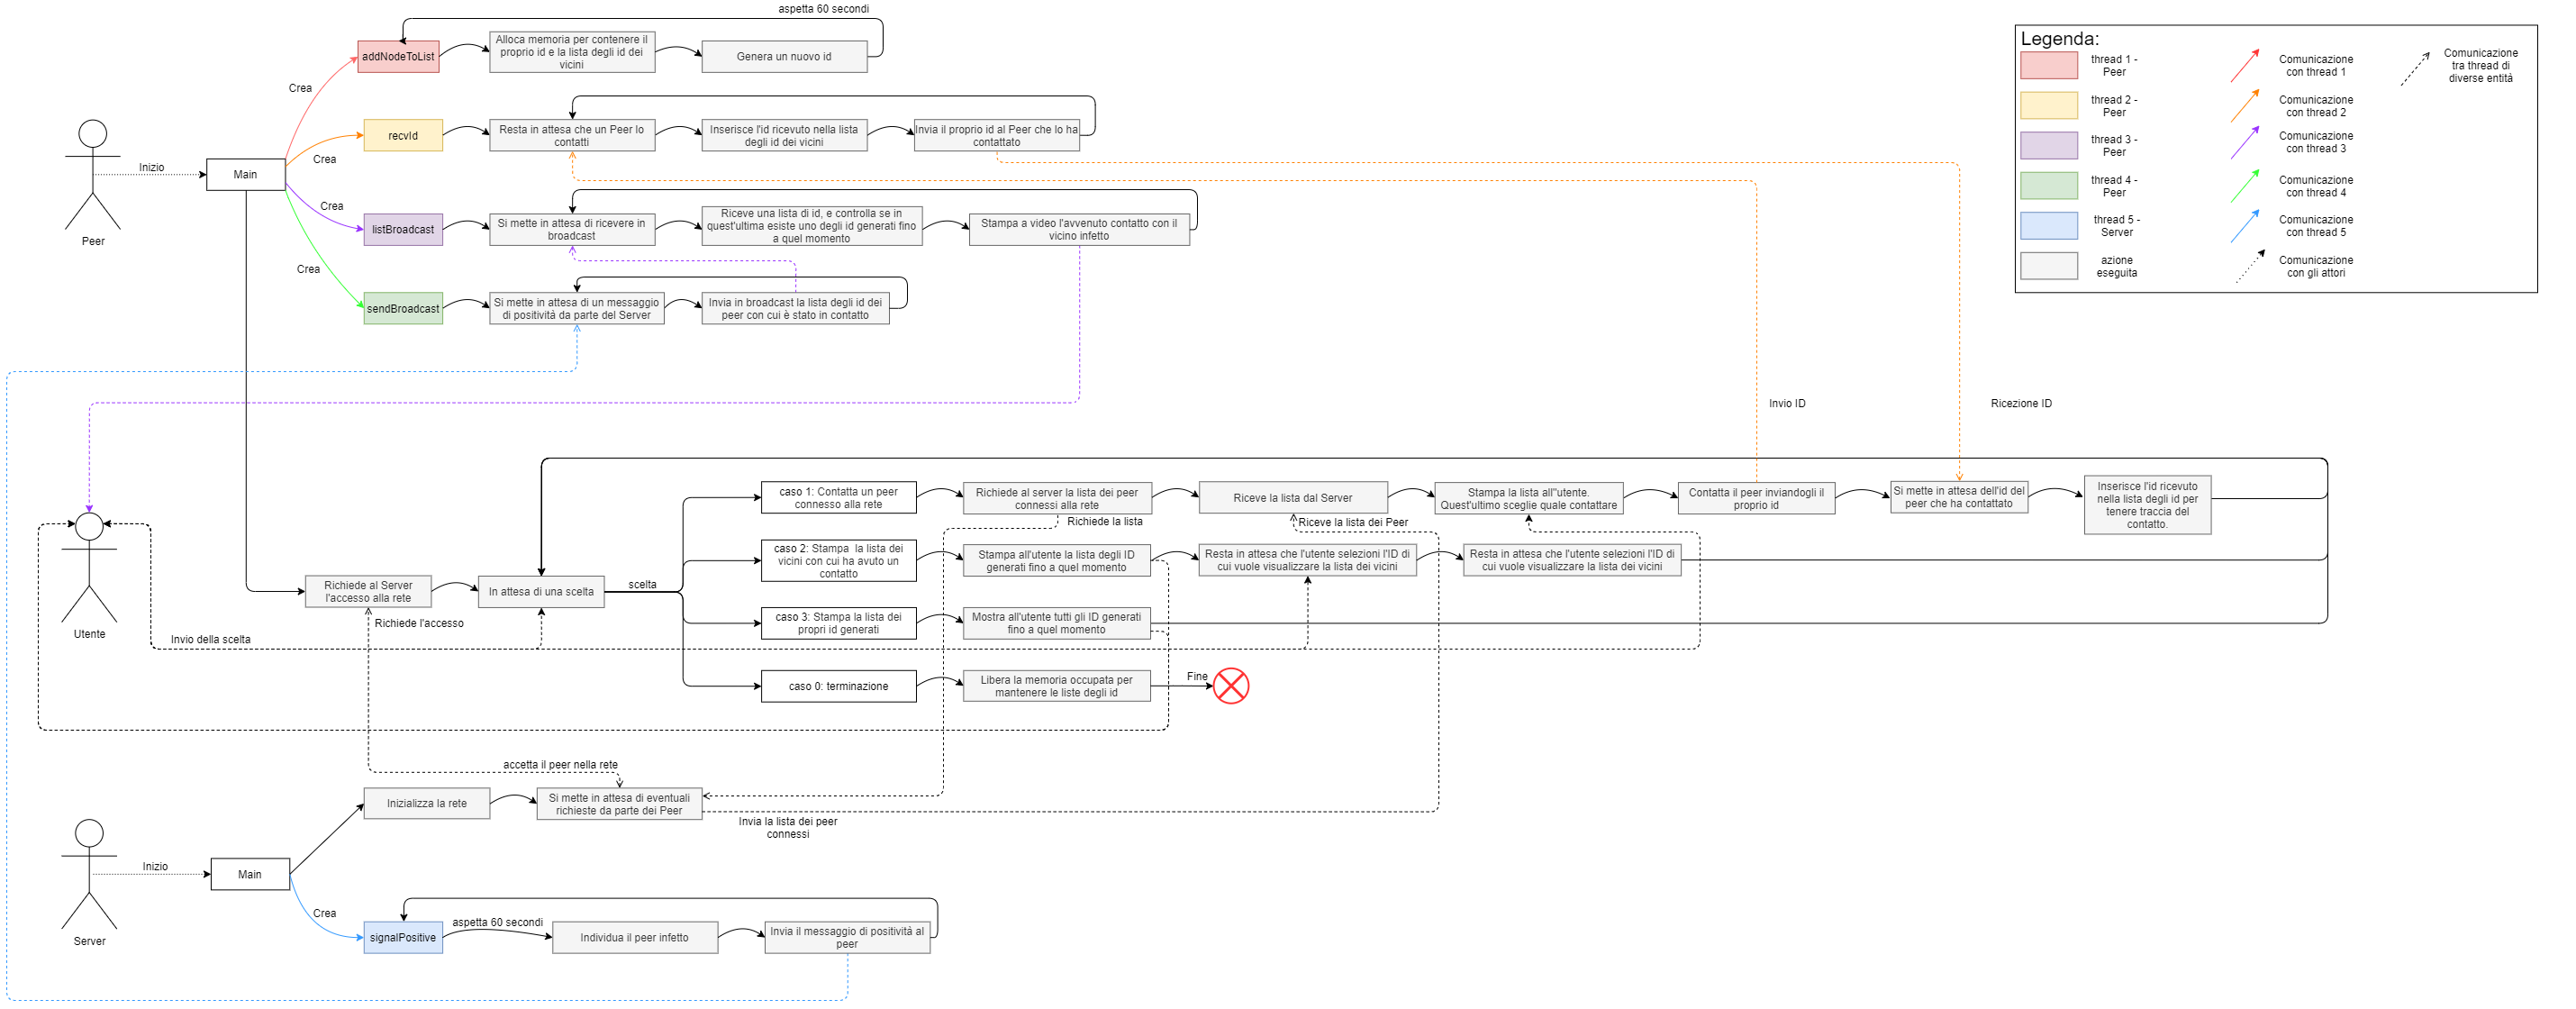 aspetta 60 secondi
addNodeToList
Alloca memoria per contenere il
proprio id e la lista degli id dei
vicini
Genera un nuovo id
Crea
recvId
Resta in attesa che un Peer lo
contatti
Inserisce l'id ricevuto nella lista
degli id dei vicini
Invia il proprio id al Peer che lo ha
contattato
Crea
Inizio
Main
Peer
Crea
listBroadcast
Si mette in attesa di ricevere in
broadcast
Riceve una lista di id, e controlla se in
quest'ultima esiste uno degli id generati fino
a quel momento
Stampa a video l'avvenuto contatto con il
vicino infetto
Crea
sendBroadcast
Si mette in attesa di un messaggio
di positività da parte del Server
Invia in broadcast la lista degli id dei
peer con cui è stato in contatto
Legenda:
thread 1 -
Peer
Comunicazione
con thread 1
Comunicazione
tra thread di
diverse entità
thread 2 -
Peer
Comunicazione
con thread 2
thread 3 -
Peer
Comunicazione
con thread 3
thread 4 -
Peer
Comunicazione
con thread 4
thread 5 -
Server
Comunicazione
con thread 5
azione
eseguita
Comunicazione
con gli attori
Invio ID
Ricezione ID
Utente
Invio della scelta
Richiede al Server
l'accesso alla rete
Richiede l'accesso
In attesa di una scelta
scelta
caso 1: Contatta un peer
connesso alla rete
Richiede al server la lista dei peer
connessi alla rete
Richiede la lista
Riceve la lista dal Server
Riceve la lista dei Peer
Stampa la lista all''utente.
Quest'ultimo sceglie quale contattare
Contatta il peer inviandogli il
proprio id
Si mette in attesa dell'id del
peer che ha contattato
Inserisce l'id ricevuto
nella lista degli id per
tenere traccia del
contatto.
caso 2: Stampa la lista dei
vicini con cui ha avuto un
contatto
Stampa all'utente la lista degli ID
generati fino a quel momento
Resta in attesa che l'utente selezioni l'ID di
cui vuole visualizzare la lista dei vicini
Resta in attesa che l'utente selezioni l'ID di
cui vuole visualizzare la lista dei vicini
caso 3: Stampa la lista dei
propri id generati
Mostra all'utente tutti gli ID generati
fino a quel momento
caso 0: terminazione
Libera la memoria occupata per
mantenere le liste degli id
Fine
accetta il peer nella rete
Inizializza la rete
Si mette in attesa di eventuali
richieste da parte dei Peer
Invia la lista dei peer
connessi
Inizio
Main
Server
Crea
signalPositive
aspetta 60 secondi
Individua il peer infetto
Invia il messaggio di positività al
peer